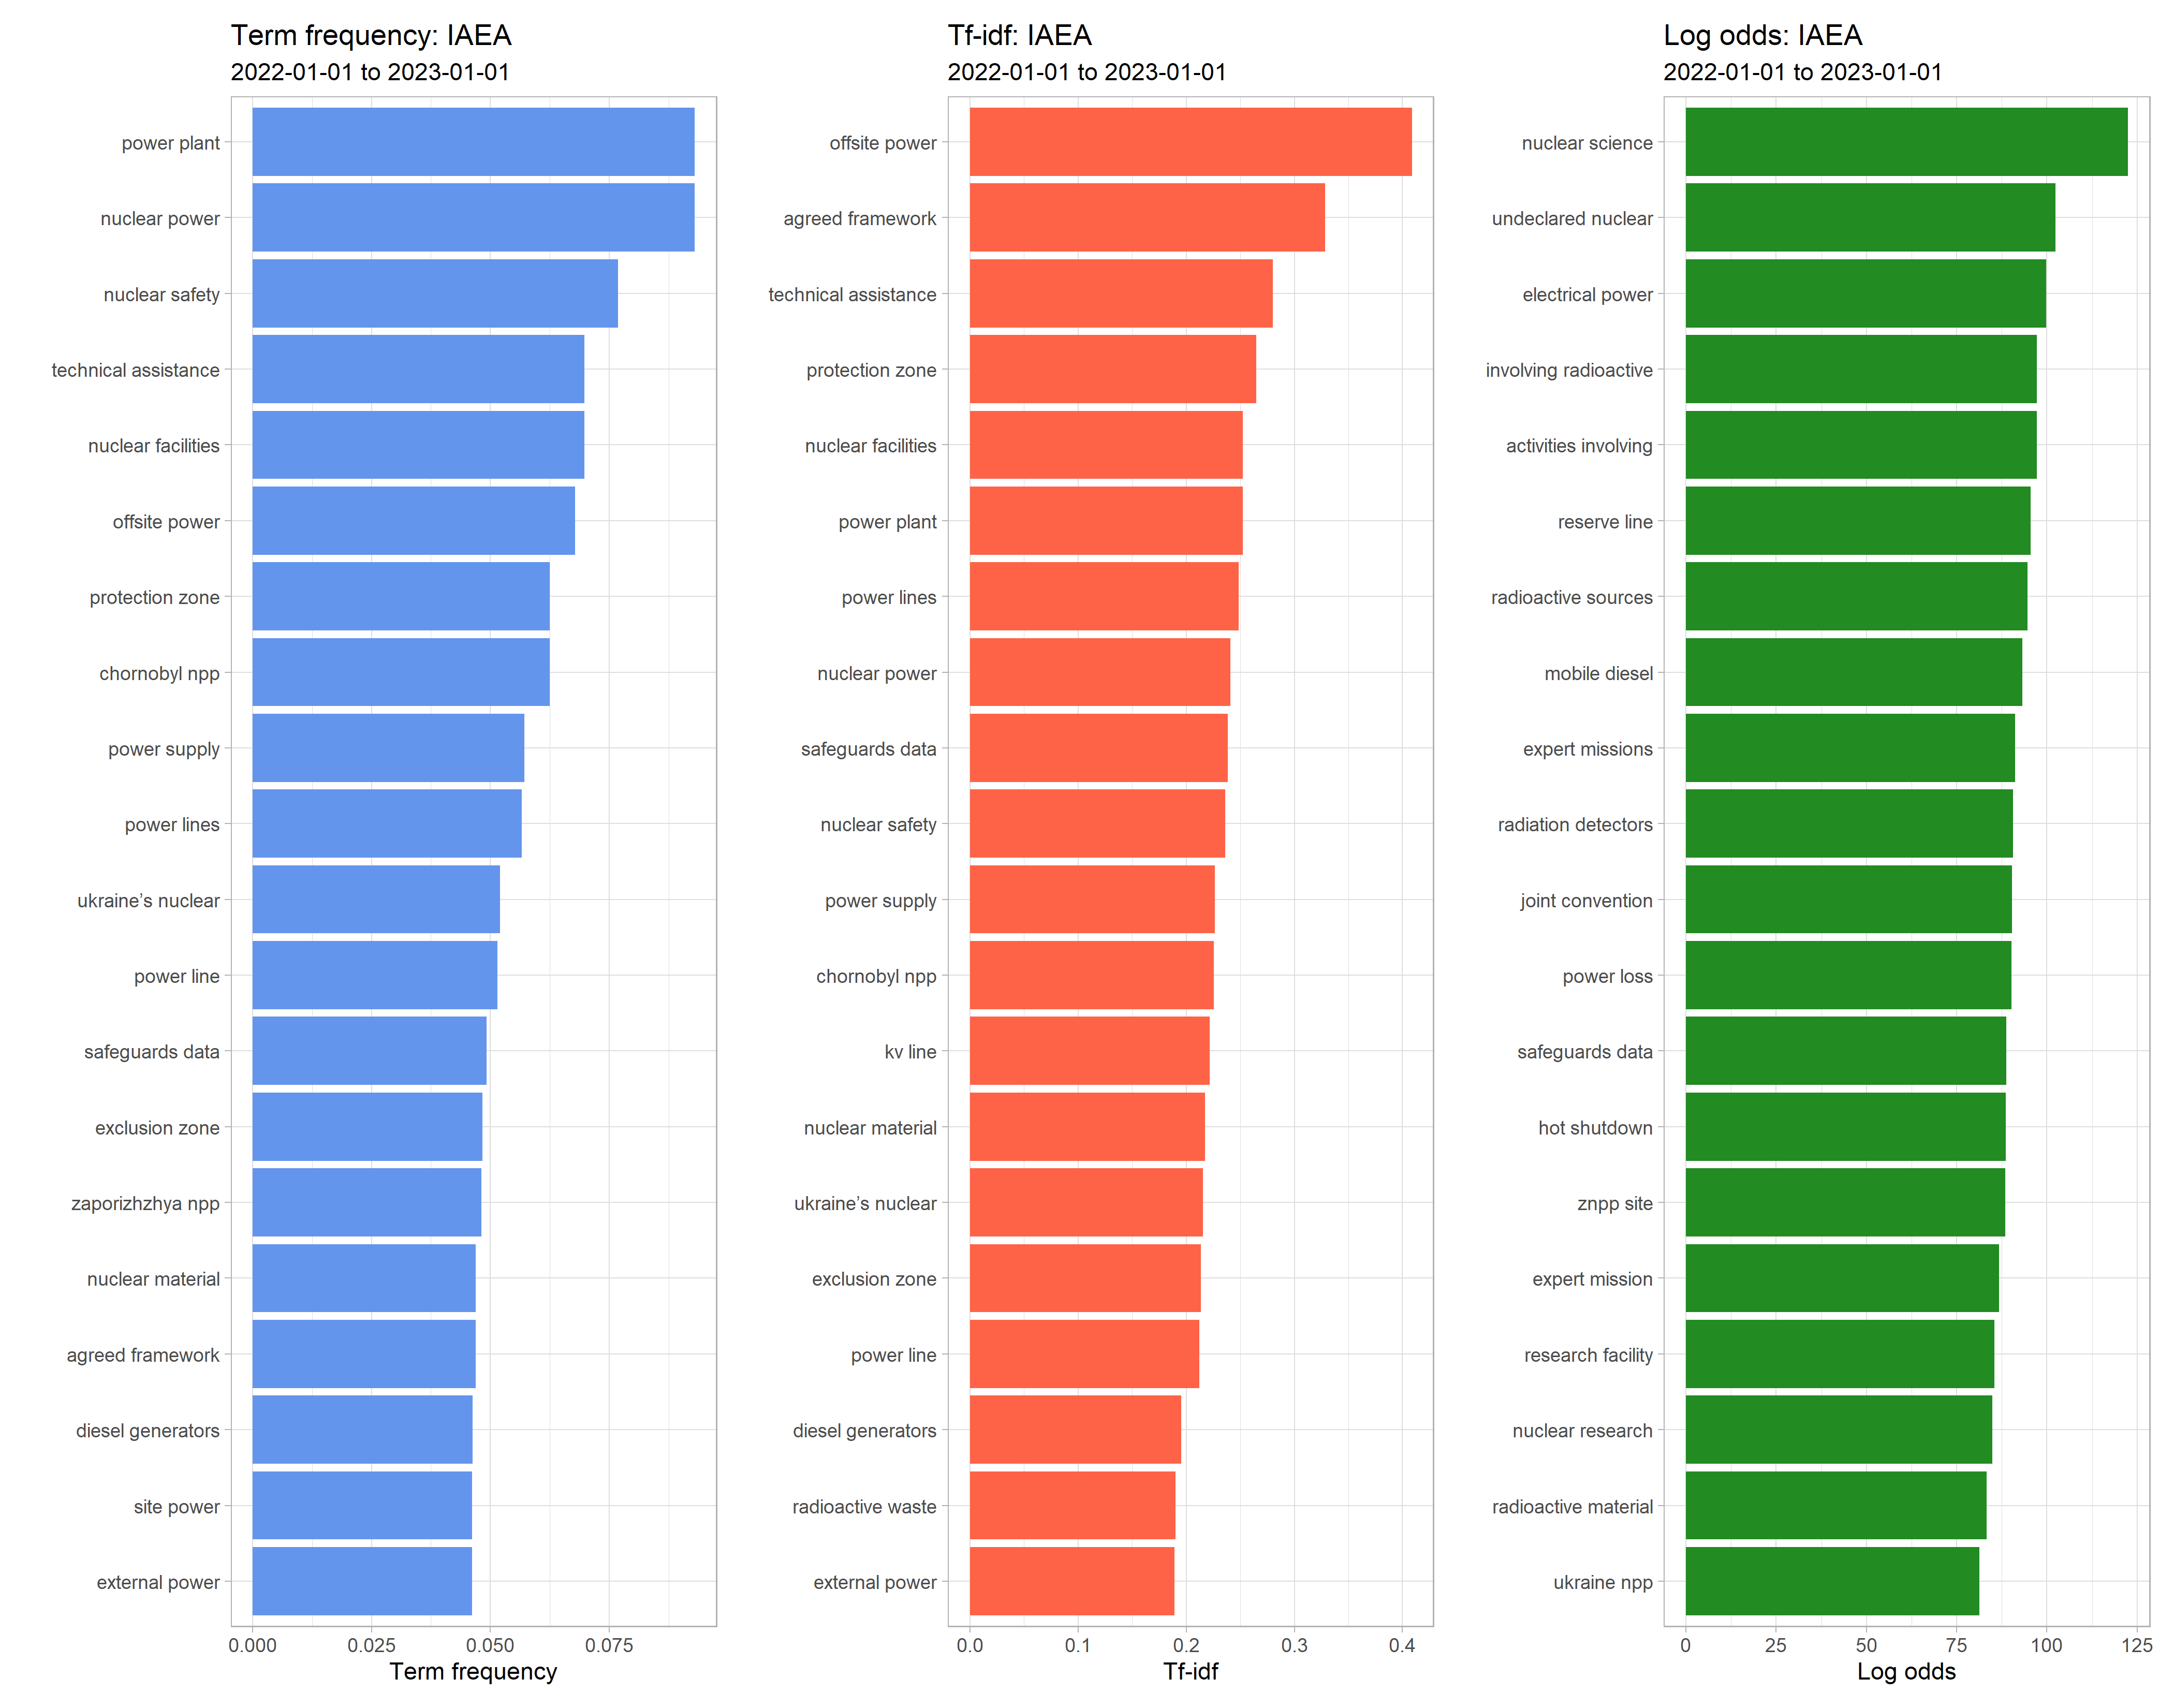 Term frequency: IAEA
2022-01-01 to 2023-01-01
power plant
nuclear power
nuclear safety
technical assistance
nuclear facilities
offsite power
protection zone
chornobyl npp
power supply
power lines
ukraine’s nuclear
power line
safeguards data
exclusion zone
zaporizhzhya npp
nuclear material
agreed framework
diesel generators
site power
external power
0.000 0.025 0.050 0.075
Term frequency
Tf-idf: IAEA
2022-01-01 to 2023-01-01
offsite power
agreed framework
technical assistance
protection zone
nuclear facilities
power plant
power lines
nuclear power
safeguards data
nuclear safety
power supply
chornobyl npp
kv line
nuclear material
ukraine’s nuclear
exclusion zone
power line
diesel generators
radioactive waste
external power
0.0 0.1 0.2 0.3 0.4
Tf-idf
Log odds: IAEA
2022-01-01 to 2023-01-01
nuclear science
undeclared nuclear
electrical power
involving radioactive
activities involving
reserve line
radioactive sources
mobile diesel
expert missions
radiation detectors
joint convention
power loss
safeguards data
hot shutdown
znpp site
expert mission
research facility
nuclear research
radioactive material
ukraine npp
0 25 50 75 100 125
Log odds